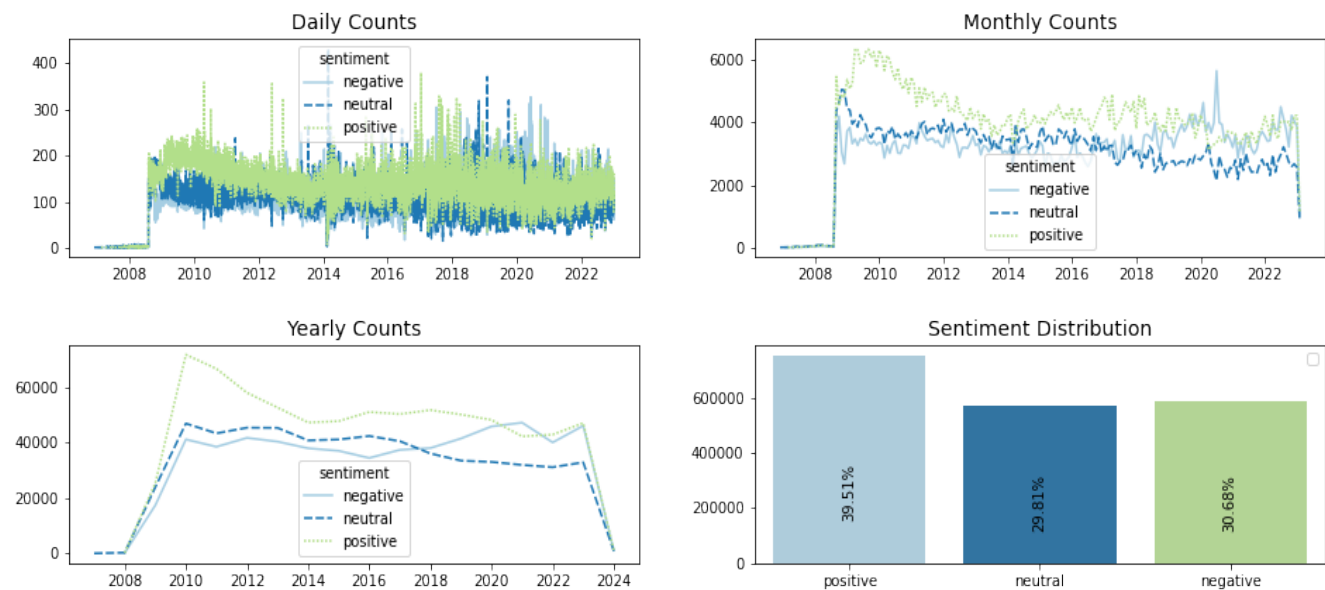 Daily Counts
400
300
200
100
0
sentiment
negative
neutral
positive
2008 2010 2012 2014 2016 2018 2020 2022
Monthly Counts
6000
4000
2000
0
sentiment
negative
neutral
positive
2008 2010 2012 2014 2016 2018 2020 2022
Yearly Counts
60000
40000
20000
0
sentiment
negative
neutral
positive
2008 2010 2012 2014 2016 2018 2020 2022 2024
Sentiment Distribution
600000
400000
200000
0
39.51%
29.81%
30.68%
positive neutral negative